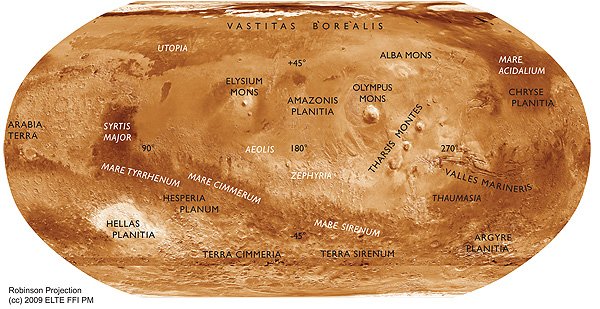 VASTITAS BOREALIS
UTOPIA
ALBA MONS
+45°
MARE
ACIDALIUM
ELYSIUM
MONS
OLYMPUS
MONS
AMAZONIS
PLANITIA
CHRYSE
PLANITIA
ARABIA
TERRA
SYRTIS
MAJOR
THARSIS MONTES
90°
AEOLIS
180°
270°
MARE TYRRHENUM
MARE CIMMERUM
ZEPHYRIA
VALLES MARINERIS
HESPERIA
PLANUM
THAUMASIA
HELLAS
PLANITIA
MARE SIRENUM
-45°
ARGYRE
PLANITIA
TERRA CIMMERIA
TERRA SIRENUM
Robinson Projection
(cc) 2009 ELTE FFI PM